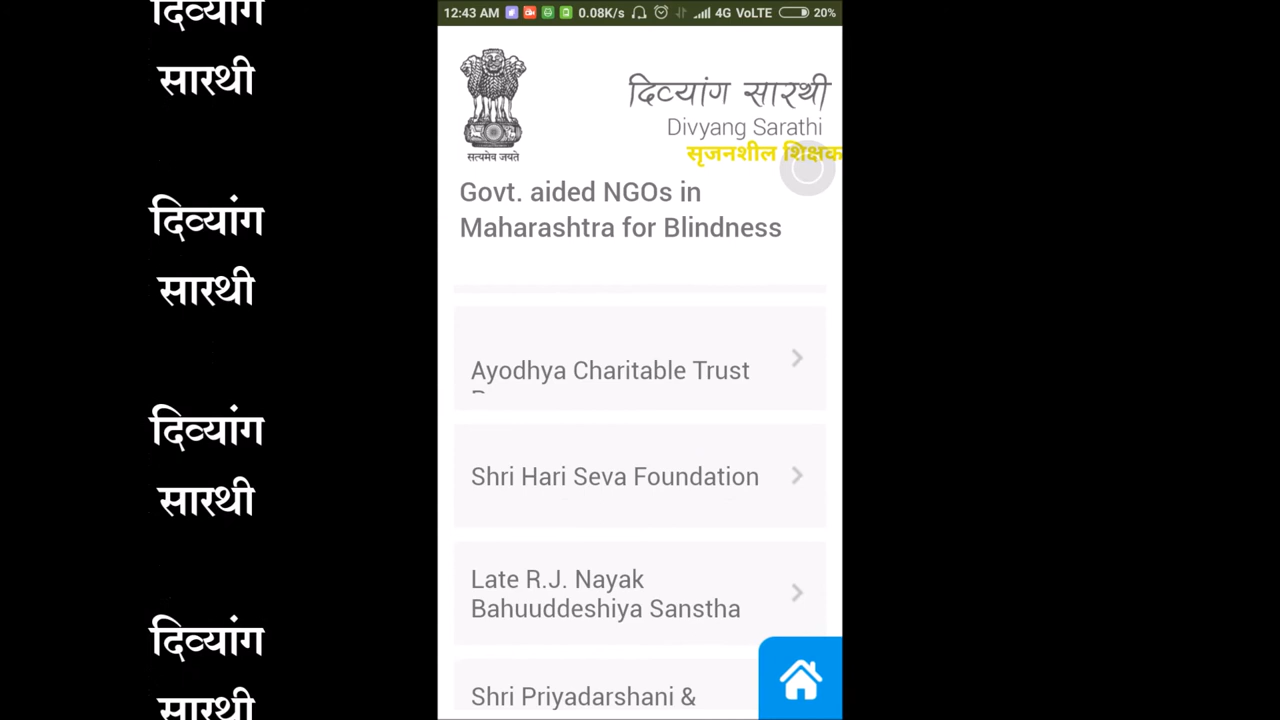 दिव्यांग
सारथी
दिव्यांग
सारथी
दिव्यांग
सारथी
दिव्यांग
सारथी
12:43 AM 0.08K/s 4G VoLTE 20%
सत्यमेव जयते
दिव्यांग सारथी
Divyang Sarathi
सृजनशील शिक्षक
Govt. aided NGOs in
Maharashtra for Blindness
Ayodhya Charitable Trust
Shri Hari Seva Foundation
Late R.J. Nayak
Bahuuddeshiya Sanstha
Shri Priyadarshani &